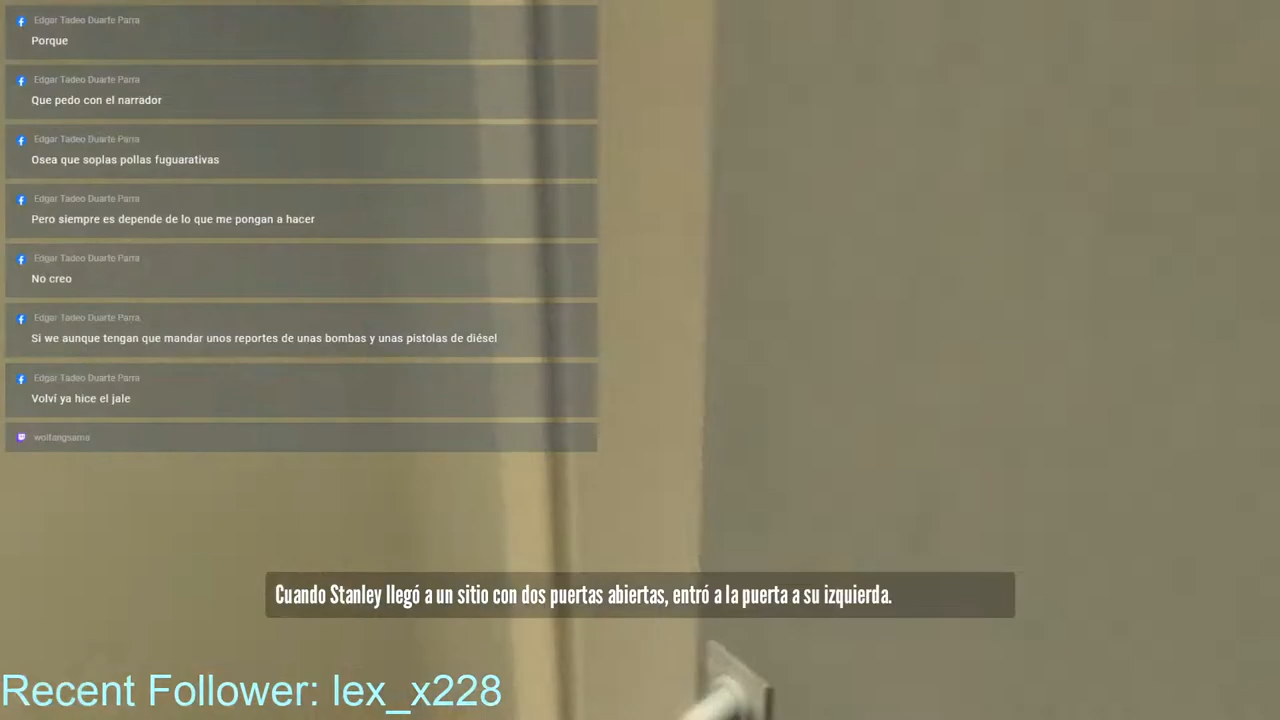 Edgar Tadeo Duarte Parra
Porque
Edgar Tadeo Duarte Parra
Que pedo con el narrador
Edgar Tadeo Duarte Parra
Osea que soplas pollas fuguarativas
Edgar Tadeo Duarte Parra
Pero siempre es depende de lo que me pongan a hacer
Edgar Tadeo Duarte Parra
No creo
Edgar Tadeo Duarte Parra
Si we aunque tengan que mandar unos reportes de unas bombas y unas pistolas de diésel
Edgar Tadeo Duarte Parra
Volví ya hice el jale
woitangsama
Cuando Stanley llegó a un sitio con dos puertas abiertas, entró a la puerta a su izquierda.
Recent Follower: lex_x228